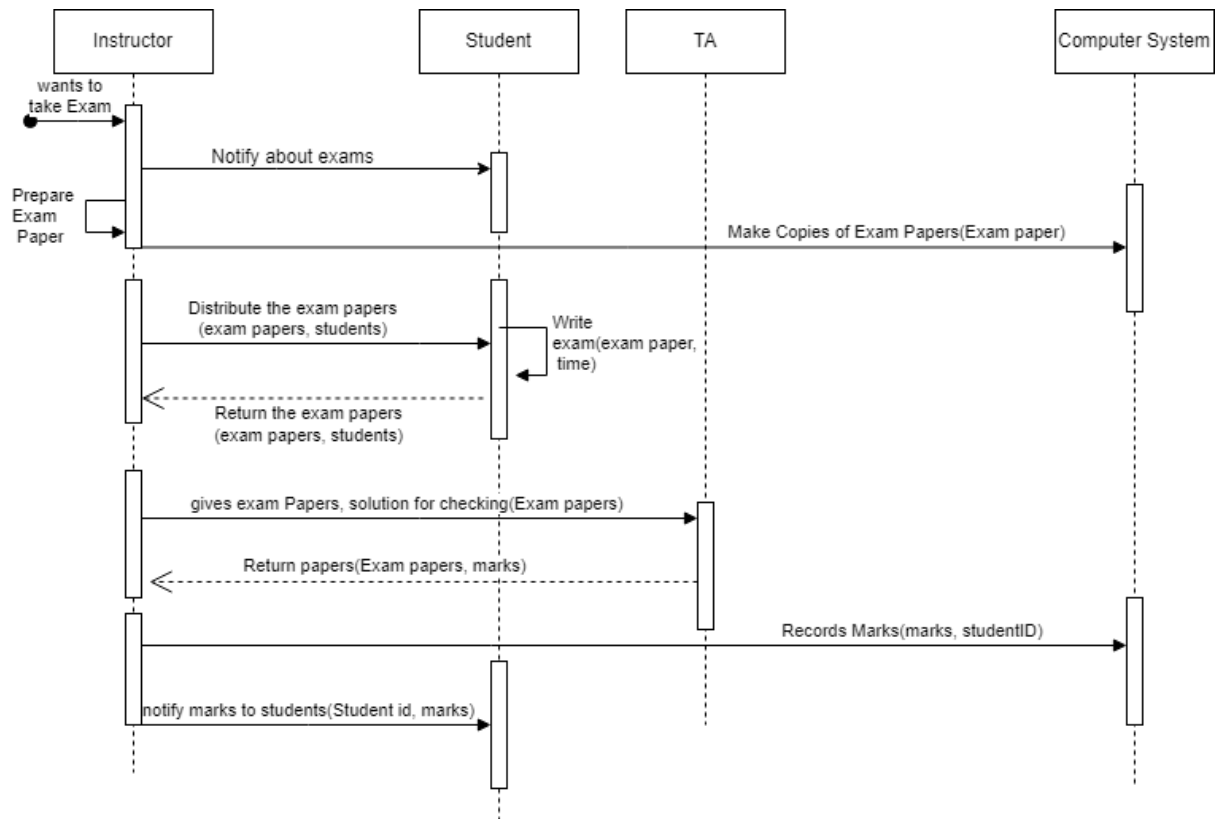 Instructor
Student
TA
Computer System
wants to
take Exam
Notify about exams
Prepare
Exam
Paper
Make Copies of Exam Papers(Exam paper)
Distribute the exam papers
(exam papers, students)
Write
exam(exam paper,
time)
Return the exam papers
(exam papers, students)
gives exam Papers, solution for checking(Exam papers)
Return papers(Exam papers, marks)
Records Marks(marks, studentID)
notify marks to students(Student id, marks)